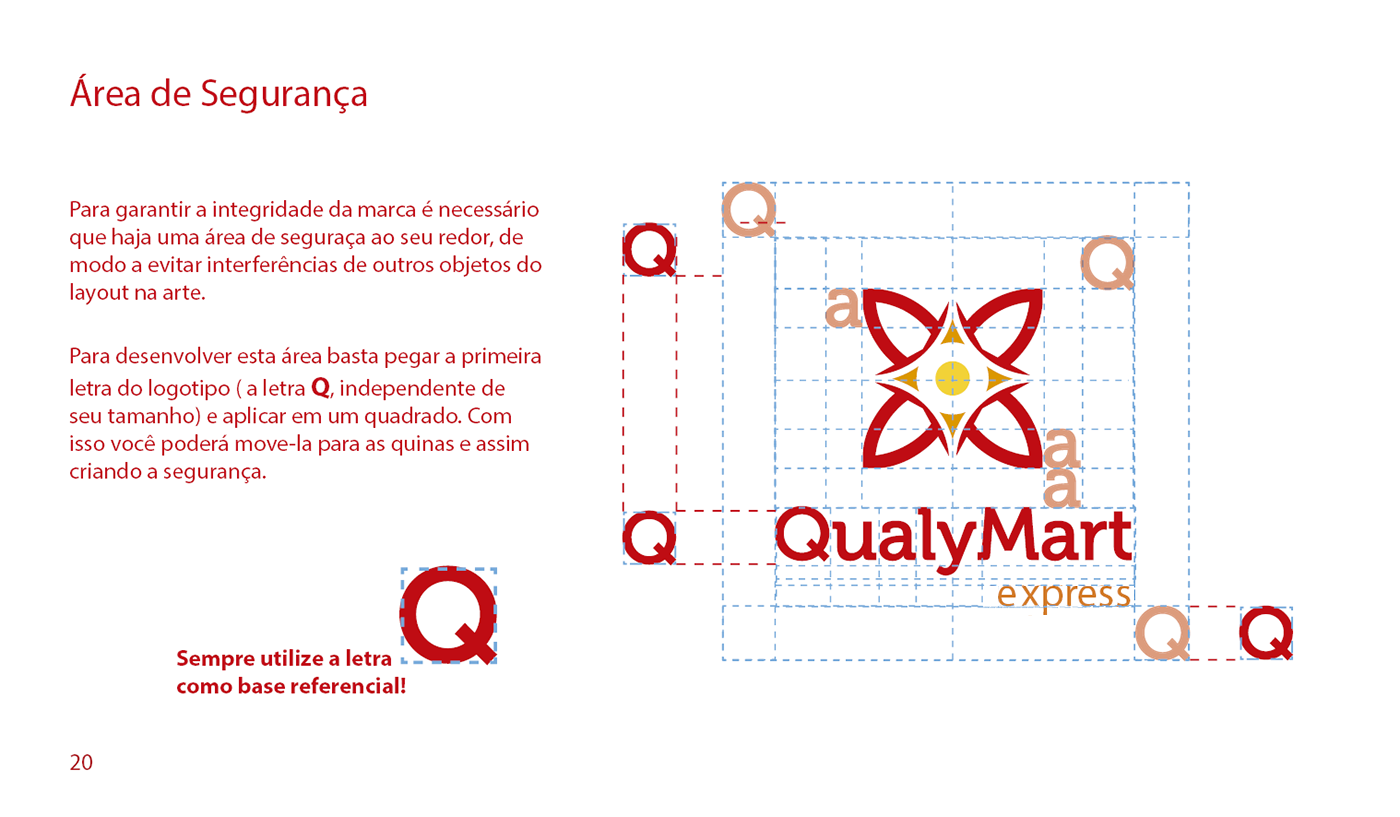 Área de Segurança
Para garantir a integridade da marca é necessário
que haja uma área de seguraça ao seu redor, de
modo a evitar interferências de outros objetos do
layout na arte.
Para desenvolver esta área basta pegar a primeira
letra do logotipo ( a letra Q, independente de
seu tamanho) e aplicar em um quadrado. Com
isso você poderá move-la para as quinas e assim
criando a segurança.
Q
Sempre utilize a letra
como base referencial!
20
Q
Q
Q
a
a
a
Q
QualyMart
express
Q
Q